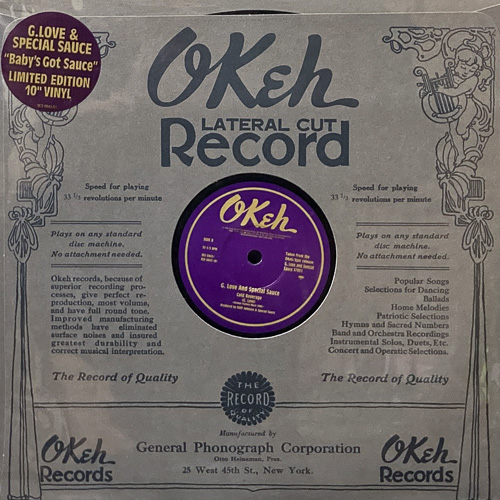 G.LOVE &
SPECIAL SAUCE
"Baby's Got Sauce"
LIMITED EDITION
10" VINYL
OKeh
LATERAL CUT
Record
Speed for playing
33 1/3 revolutions per minute
Plays on any standard
disc machine.
No attachment needed.
Okeh records, because of
superior recording pro-
cesses, give perfect re-
production, most volume,
and have full round tone.
Improved manufacturing
methods have eliminated
surface noises and insured
greatest durability and
correct musical interpretation.
The Record of Quality
OKeh
SIDE B
G. Love And Special Sauce
Cold Beverage
Speed for playing
33 1/3 revolutions per minute
Plays on any standard
disc machine.
No attachment needed.
Popular Songs
Selections for Dancing
Ballads
Home Melodies
Patriotic Selections
Hymns and Sacred Numbers
Band and Orchestra Recordings
Instrumental Solos, Duets, Etc.
Concert and Operatic Selections.
The Record of Quality
THE
RECORD
OF
QUALITY
Manufactured by
General Phonograph Corporation
Otto Heineman, Pres.
25 West 45th St., New York.
OKeh
Records
OKeh
Records